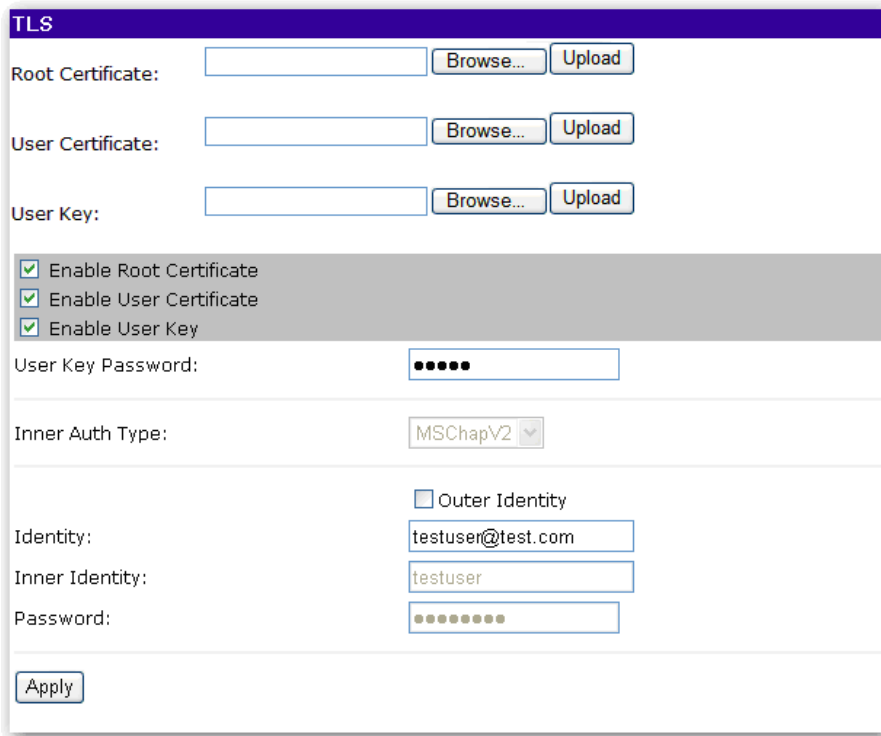 TLS
Root Certificate: Browse... Upload
User Certificate: Browse... Upload
User Key: Browse... Upload
Enable Root Certificate
Enable User Certificate
Enable User Key
User Key Password: •••••
Inner Auth Type: MSChapV2
Outer Identity
Identity: testuser@test.com
Inner Identity: testuser
Password: ••••••••
Apply